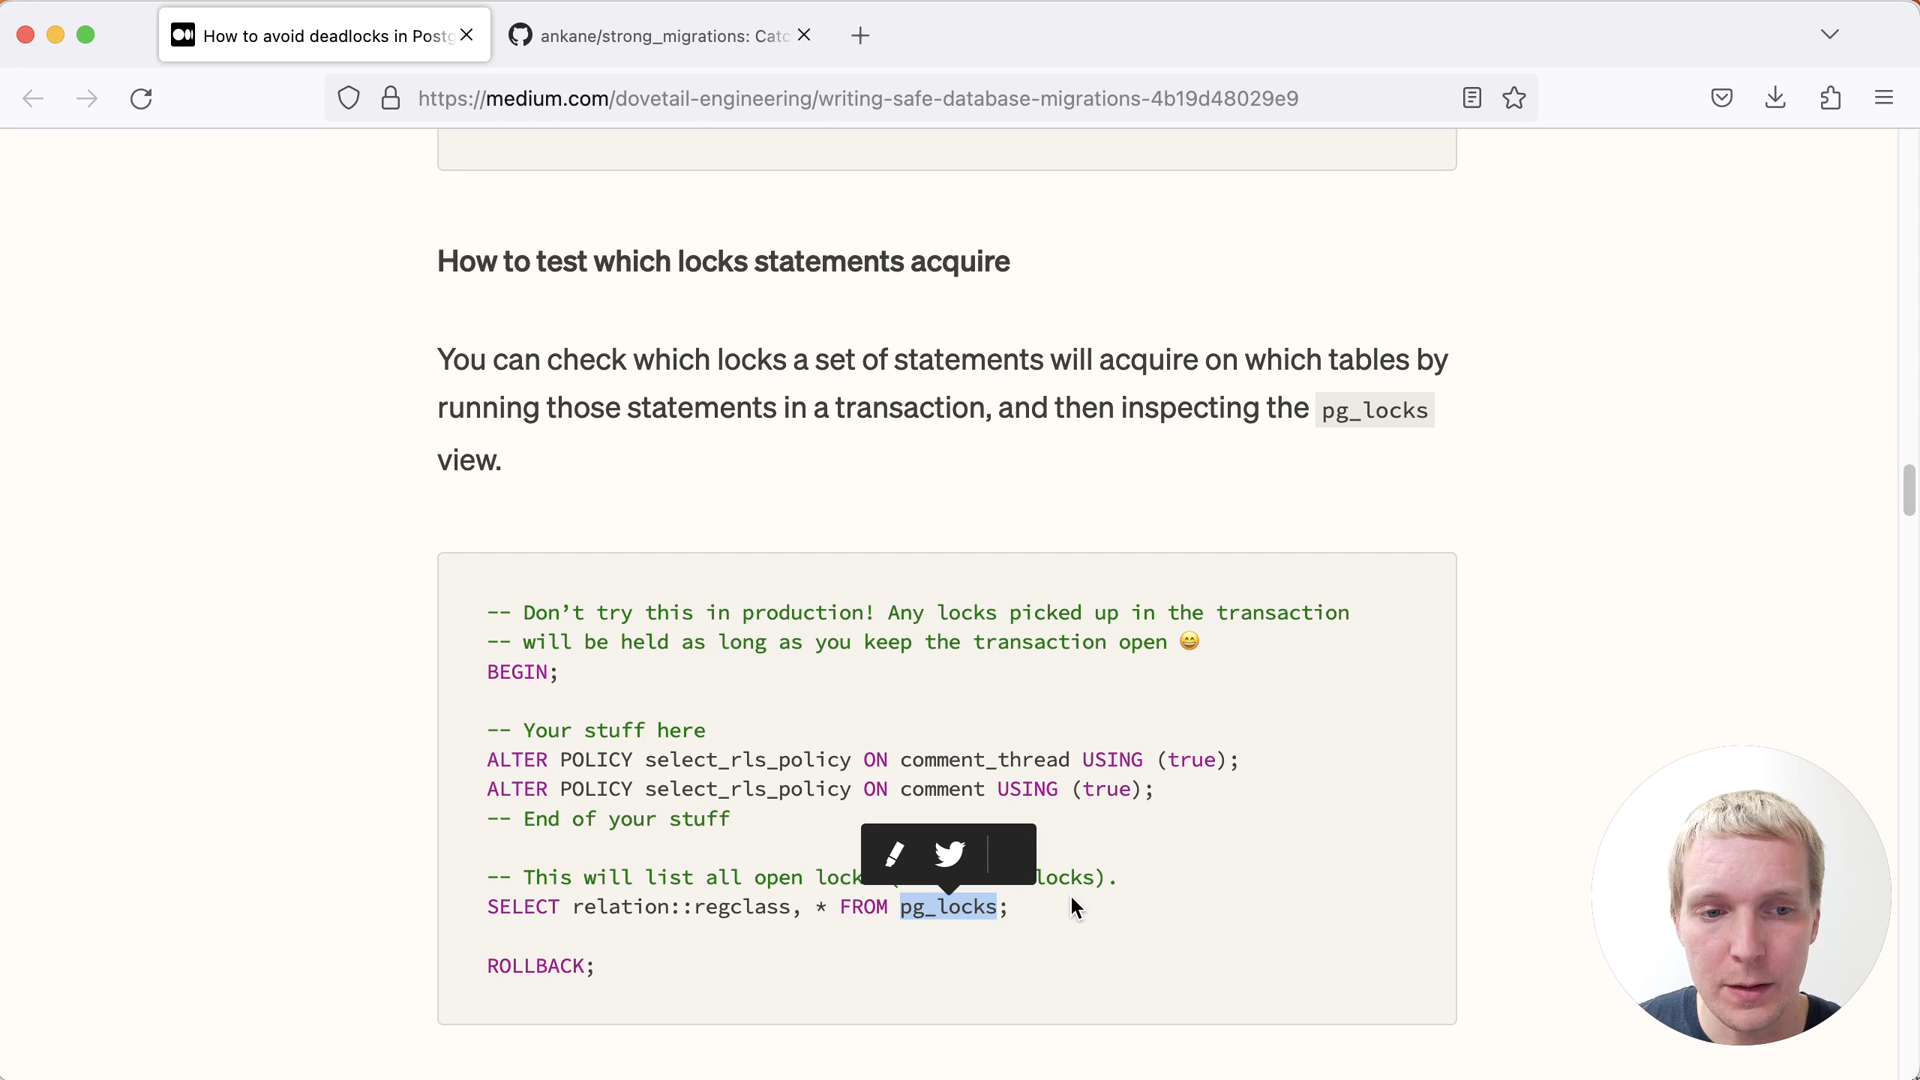 How to avoid deadlocks in Postg
ankane/strong_migrations: Catc
https://medium.com/dovetail-engineering/writing-safe-database-migrations-4b19d48029e9
How to test which locks statements acquire
You can check which locks a set of statements will acquire on which tables by
running those statements in a transaction, and then inspecting the pg_locks
view.
-- Don’t try this in production! Any locks picked up in the transaction
-- will be held as long as you keep the transaction open 😄
BEGIN;
-- Your stuff here
ALTER POLICY select_rls_policy ON comment_thread USING (true);
ALTER POLICY select_rls_policy ON comment USING (true);
-- End of your stuff
-- This will list all open lock locks).
SELECT relation::regclass, * FROM pg_locks;
ROLLBACK;